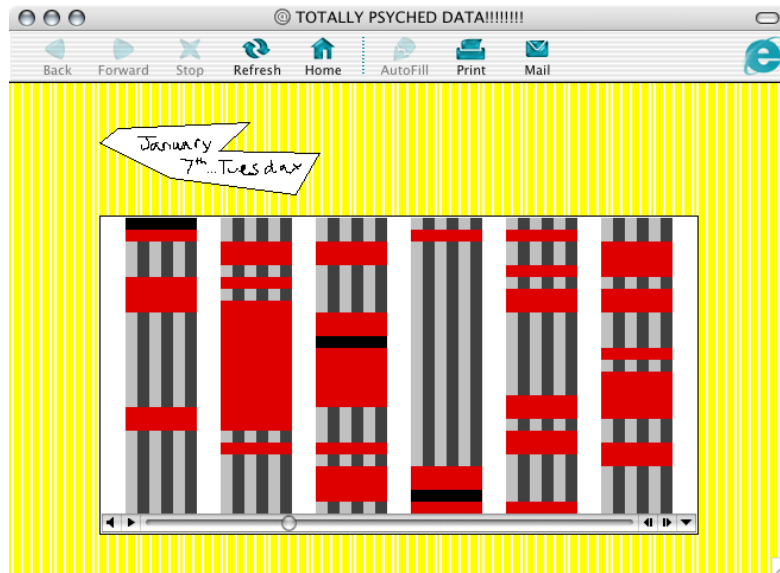 @ TOTALLY PSYCHED DATA!!!!!!!!
Back Forward Stop Refresh Home AutoFill Print Mail
January
7th...Tuesday